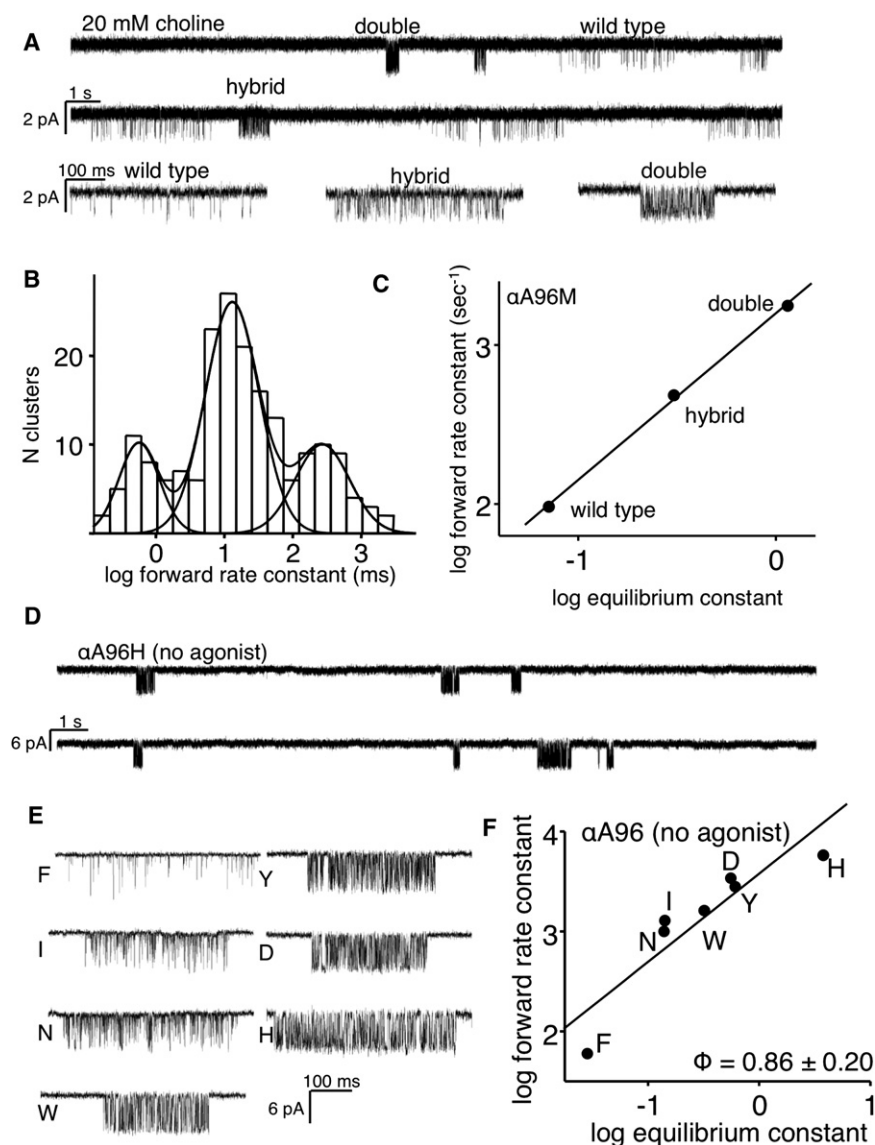 A
20 mM choline
double
wild type
hybrid
1 s
2 pA
100 ms
wild type
hybrid
double
2 pA
B
N clusters
20
10
0 1 2 3
log forward rate constant (ms)
C
αA96M
double
hybrid
wild type
log forward rate constant (sec⁻¹)
3
2
-1 0
log equilibrium constant
D
αA96H (no agonist)
1 s
6 pA
E
F
Y
I
D
N
H
W
100 ms
6 pA
F
αA96 (no agonist)
log forward rate constant
4
3
2
D
H
I
Y
N
W
F
Φ = 0.86 ± 0.20
-1 0 1
log equilibrium constant